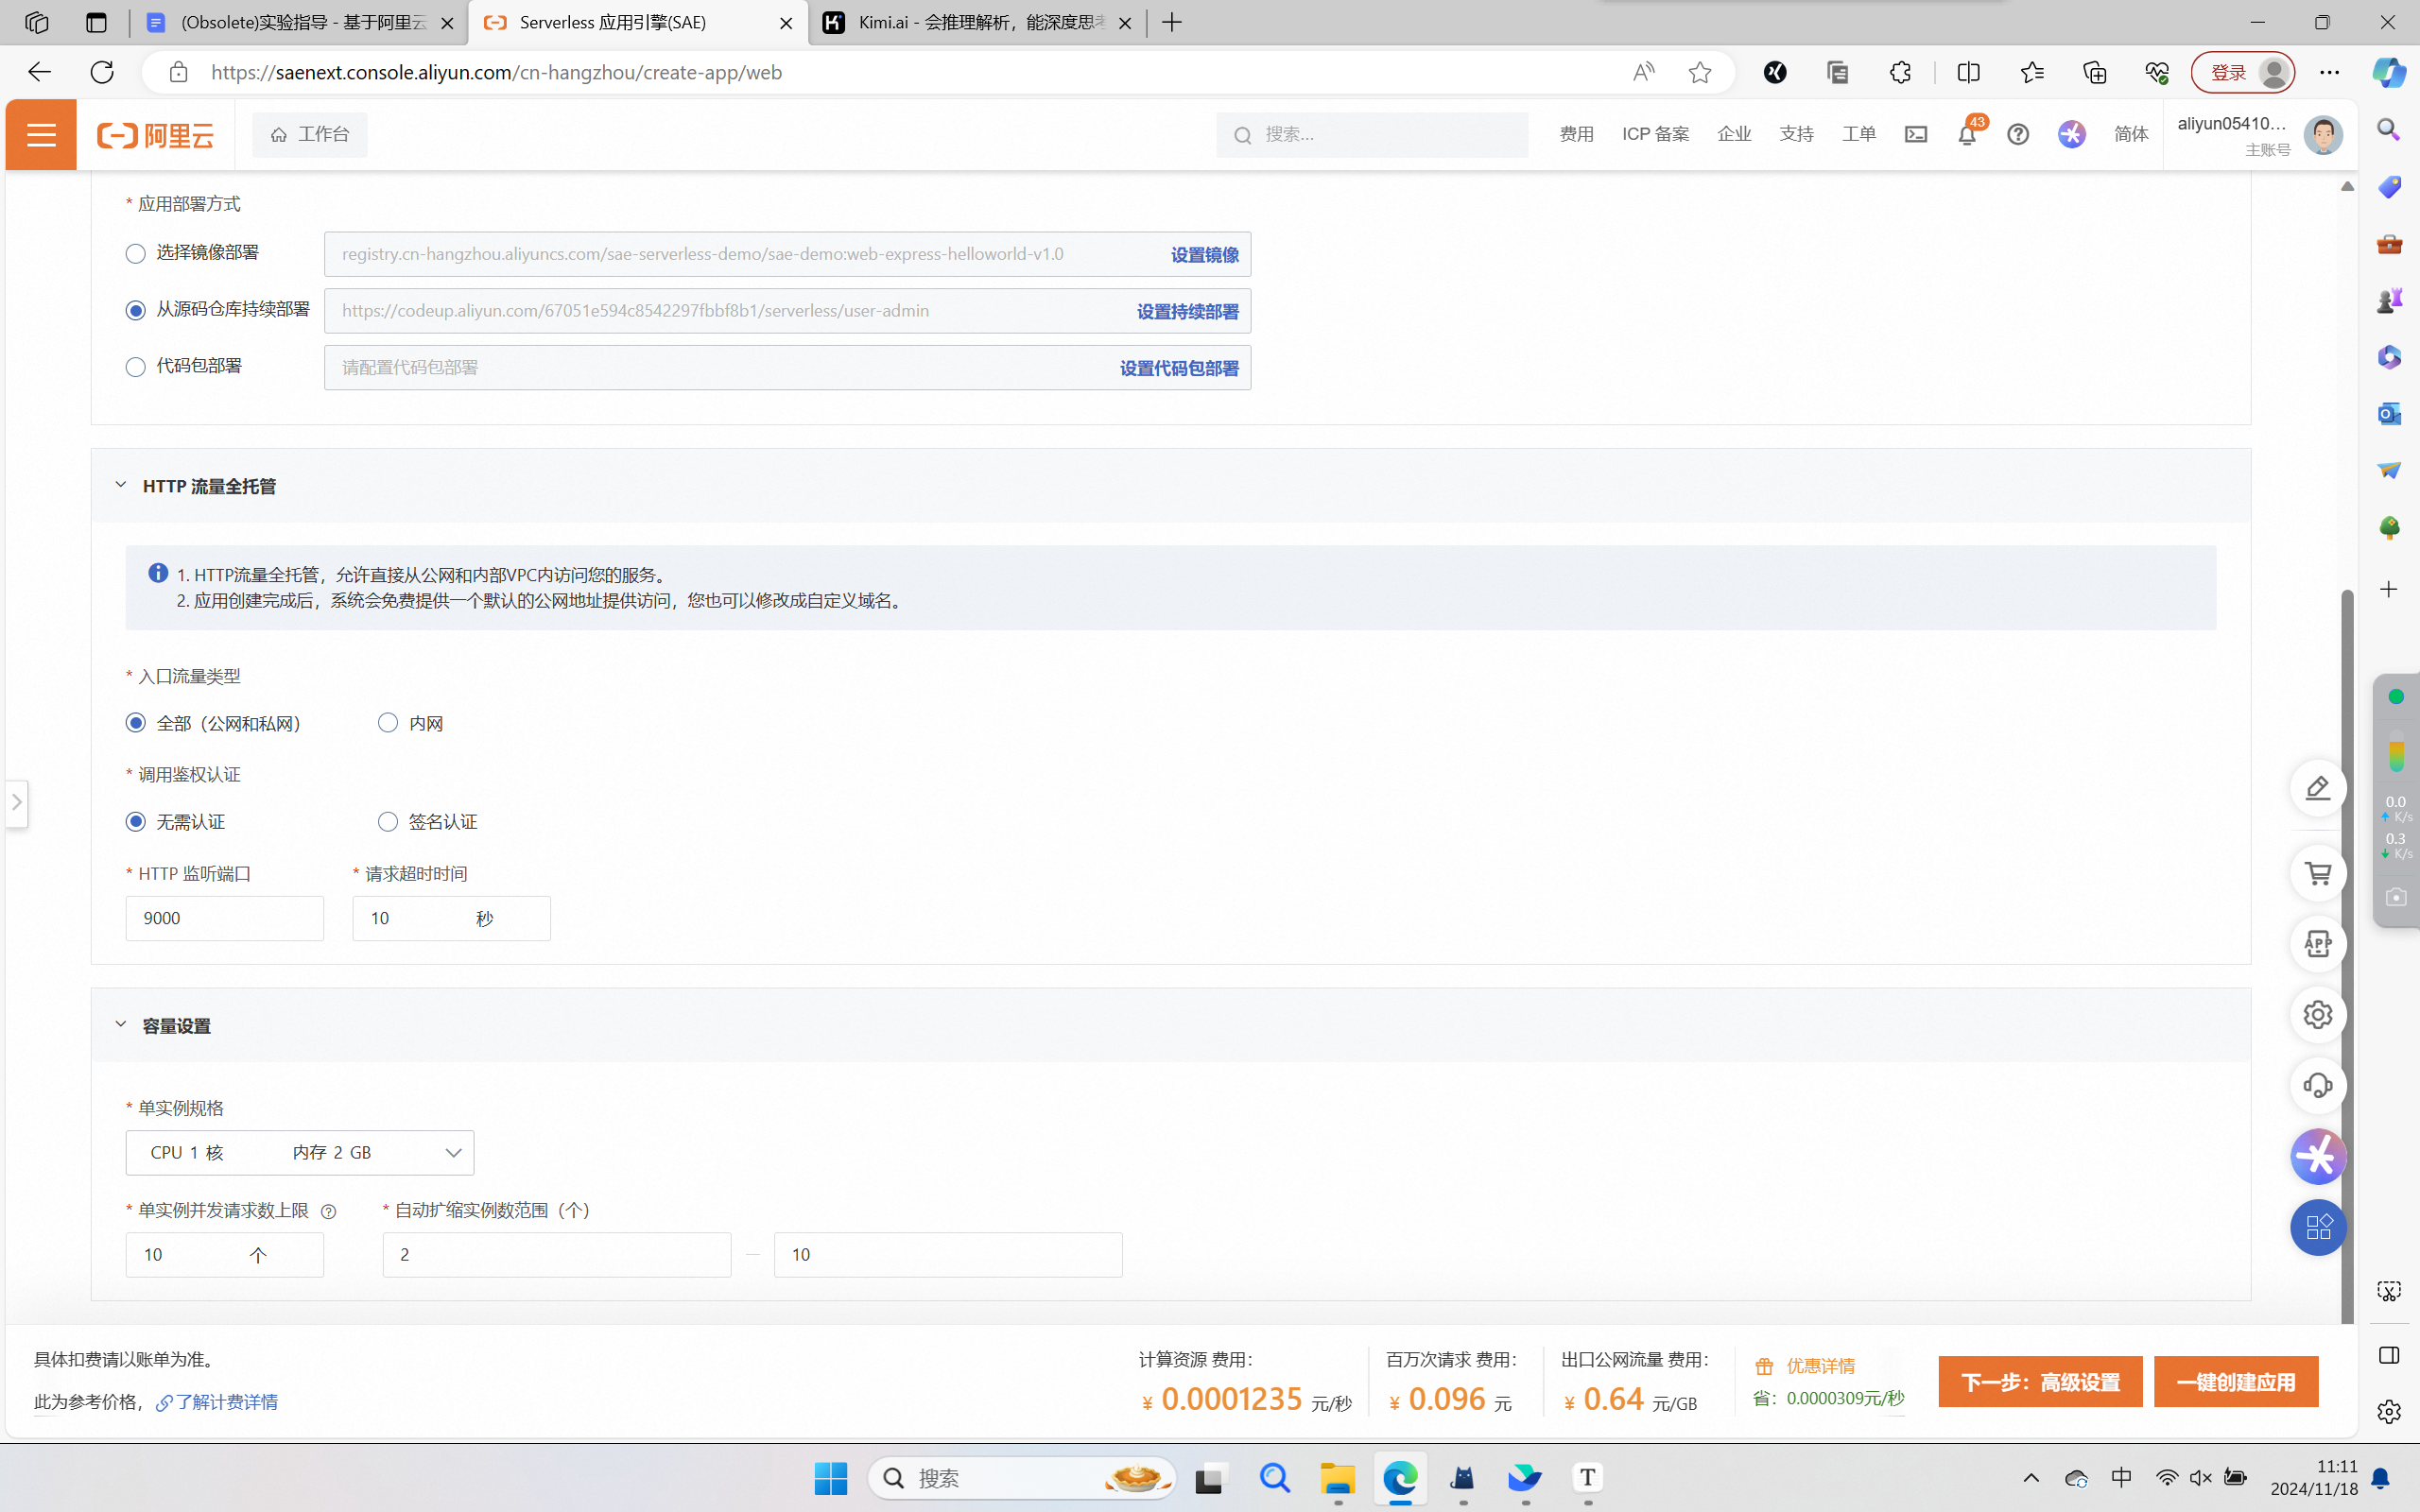 (Obsolete)实验指导 - 基于阿里云
Serverless 应用引擎(SAE)
Kimi.ai - 会推理解析，能深度思考
https://saenext.console.aliyun.com/cn-hangzhou/create-app/web
登录
阿里云
工作台
搜索...
费用
ICP 备案
企业
支持
工单
43
简体
aliyun05410...
主账号
* 应用部署方式
选择镜像部署
registry.cn-hangzhou.aliyuncs.com/sae-serverless-demo/sae-demo:web-express-helloworld-v1.0
设置镜像
从源码仓库持续部署
https://codeup.aliyun.com/67051e594c8542297fbbf8b1/serverless/user-admin
设置持续部署
代码包部署
请配置代码包部署
设置代码包部署
HTTP 流量全托管
1. HTTP流量全托管，允许直接从公网和内部VPC内访问您的服务。
2. 应用创建完成后，系统会免费提供一个默认的公网地址提供访问，您也可以修改成自定义域名。
* 入口流量类型
全部（公网和私网）
内网
* 调用鉴权认证
无需认证
签名认证
* HTTP 监听端口
* 请求超时时间
9000
10 秒
0.0
K/s
0.3
K/s
APP
容量设置
* 单实例规格
CPU 1 核 内存 2 GB
* 单实例并发请求数上限
* 自动扩缩实例数范围（个）
10 个
2
10
具体扣费请以账单为准。
此为参考价格，
了解计费详情
计算资源 费用：
¥ 0.0001235 元/秒
百万次请求 费用：
¥ 0.096 元
出口公网流量 费用：
¥ 0.64 元/GB
优惠详情
省： 0.0000309元/秒
下一步：高级设置
一键创建应用
搜索
T
中
11:11
2024/11/18